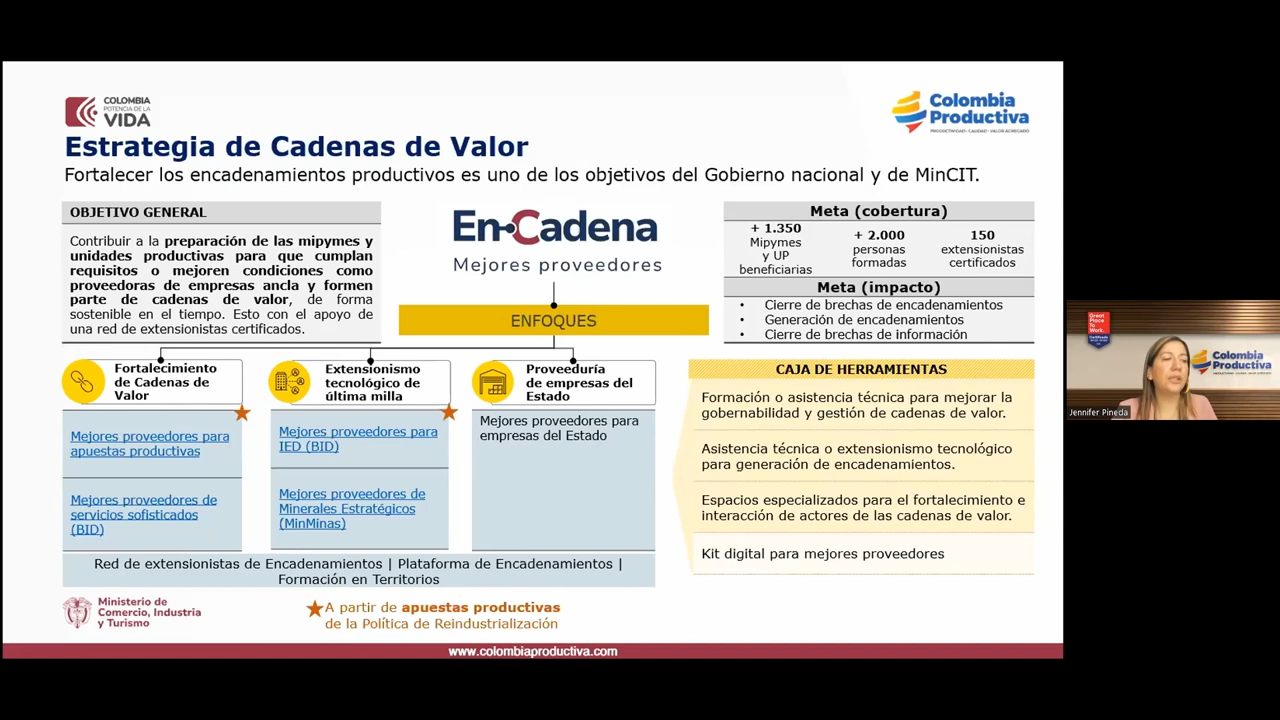 COLOMBIA
POTENCIA DE LA
VIDA
Colombia
Productiva
PRODUCTIVIDAD - CALIDAD - VALOR AGREGADO
Estrategia de Cadenas de Valor
Fortalecer los encadenamientos productivos es uno de los objetivos del Gobierno nacional y de MinCIT.
OBJETIVO GENERAL
Contribuir a la preparación de las mipymes y
unidades productivas para que cumplan
requisitos o mejoren condiciones como
proveedoras de empresas ancla y formen
parte de cadenas de valor, de forma
sostenible en el tiempo. Esto con el apoyo de
una red de extensionistas certificados.
En-Cadena
Mejores proveedores
ENFOQUES
Meta (cobertura)
+ 1.350
Mipymes
y UP
beneficiarias
+ 2.000
personas
formadas
150
extensionistas
certificados
Meta (impacto)
• Cierre de brechas de encadenamientos
• Generación de encadenamientos
• Cierre de brechas de información
Fortalecimiento
de Cadenas de
Valor
Mejores proveedores para
apuestas productivas
Mejores proveedores de
servicios sofisticados
(BID)
Extensionismo
tecnológico de
última milla
Mejores proveedores para
IED (BID)
Mejores proveedores de
Minerales Estratégicos
(MinMinas)
Proveeduría
de empresas del
Estado
Mejores proveedores para
empresas del Estado
Red de extensionistas de Encadenamientos | Plataforma de Encadenamientos |
Formación en Territorios
CAJA DE HERRAMIENTAS
Formación o asistencia técnica para mejorar la
gobernabilidad y gestión de cadenas de valor.
Asistencia técnica o extensionismo tecnológico
para generación de encadenamientos.
Espacios especializados para el fortalecimiento e
interacción de actores de las cadenas de valor.
Kit digital para mejores proveedores
Ministerio de
Comercio, Industria
y Turismo
A partir de apuestas productivas
de la Política de Reindustrialización
www.colombiaproductiva.com
Great
Place
To
Work.
Colombia
Productiva
Jennifer Pineda